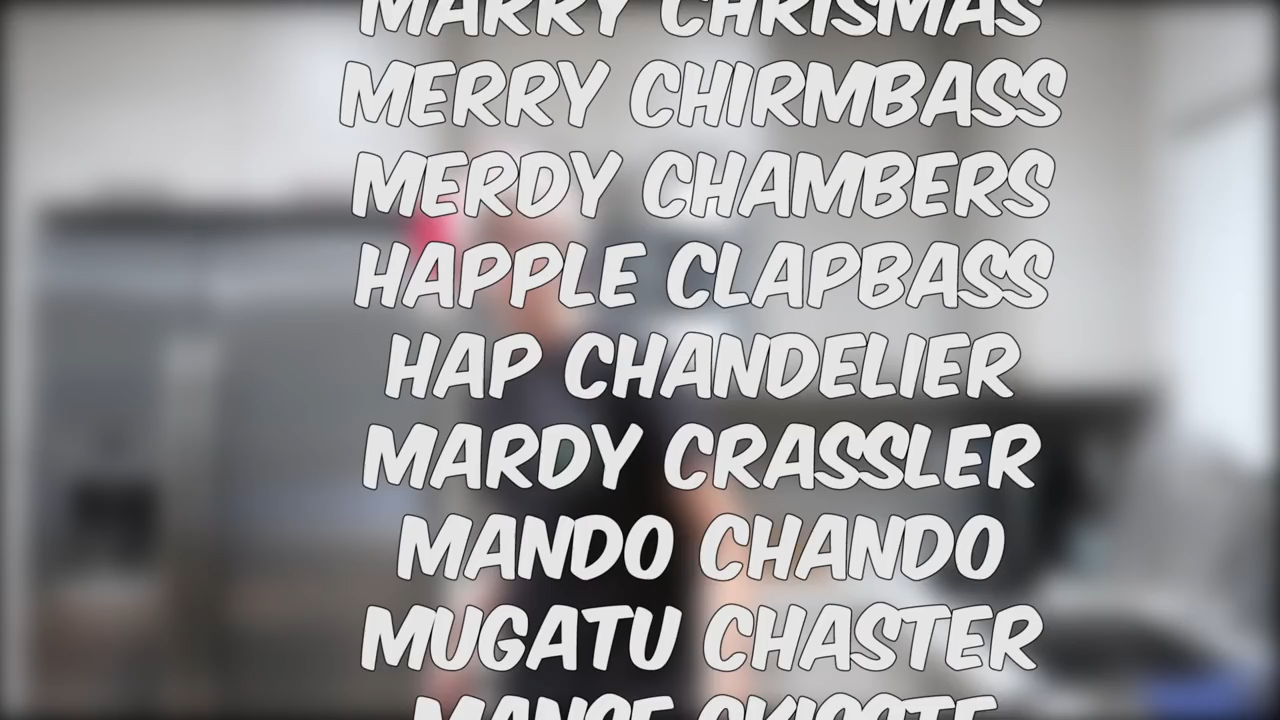 MARRY CHRISMAS
MERRY CHIRMBASS
MERDY CHAMBERS
HAPPLE CLAPBASS
HAP CHANDELIER
MARDY CRASSLER
MANDO CHANDO
MUGATU CHASTER